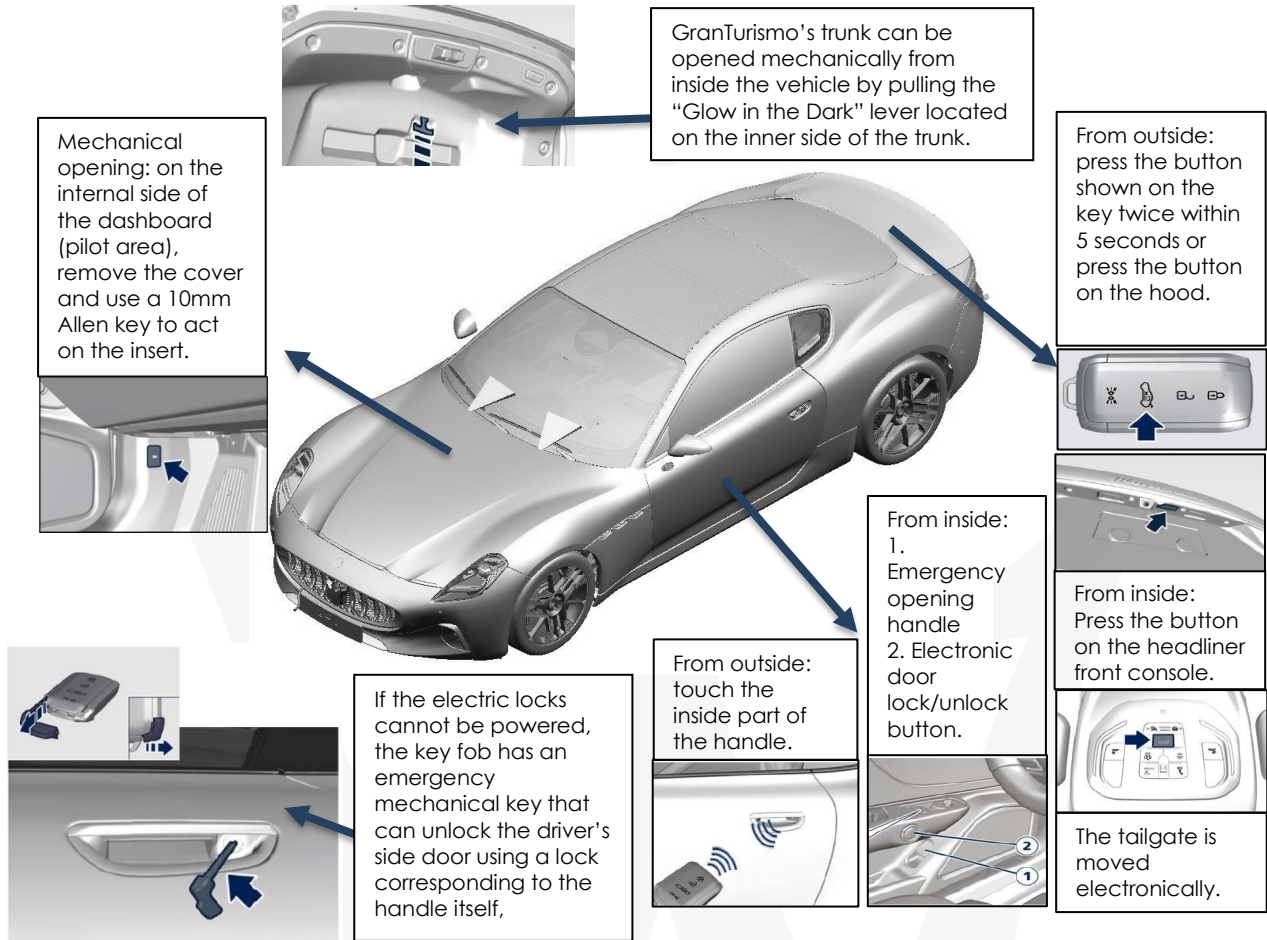 GranTurismo’s trunk can be
opened mechanically from
inside the vehicle by pulling the
“Glow in the Dark” lever located
on the inner side of the trunk.
Mechanical
opening: on the
internal side of
the dashboard
(pilot area),
remove the cover
and use a 10mm
Allen key to act
on the insert.
From outside:
press the button
shown on the
key twice within
5 seconds or
press the button
on the hood.
From inside:
Press the button
on the headliner
front console.
The tailgate is
moved
electronically.
From inside:
1.
Emergency
opening
handle
2. Electronic
door
lock/unlock
button.
2
1
From outside:
touch the
inside part of
the handle.
If the electric locks
cannot be powered,
the key fob has an
emergency
mechanical key that
can unlock the driver’s
side door using a lock
corresponding to the
handle itself,